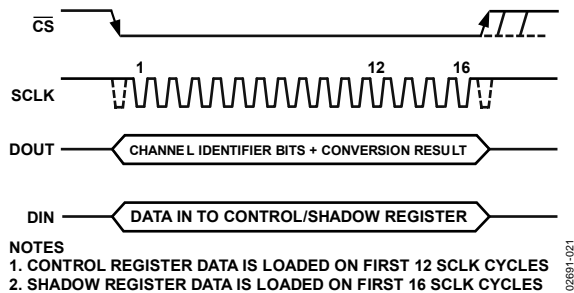 CS
1 12 16
SCLK
DOUT CHANNEL IDENTIFIER BITS + CONVERSION RESULT
DIN DATA IN TO CONTROL/SHADOW REGISTER
NOTES
1. CONTROL REGISTER DATA IS LOADED ON FIRST 12 SCLK CYCLES
2. SHADOW REGISTER DATA IS LOADED ON FIRST 16 SCLK CYCLES
02691-021